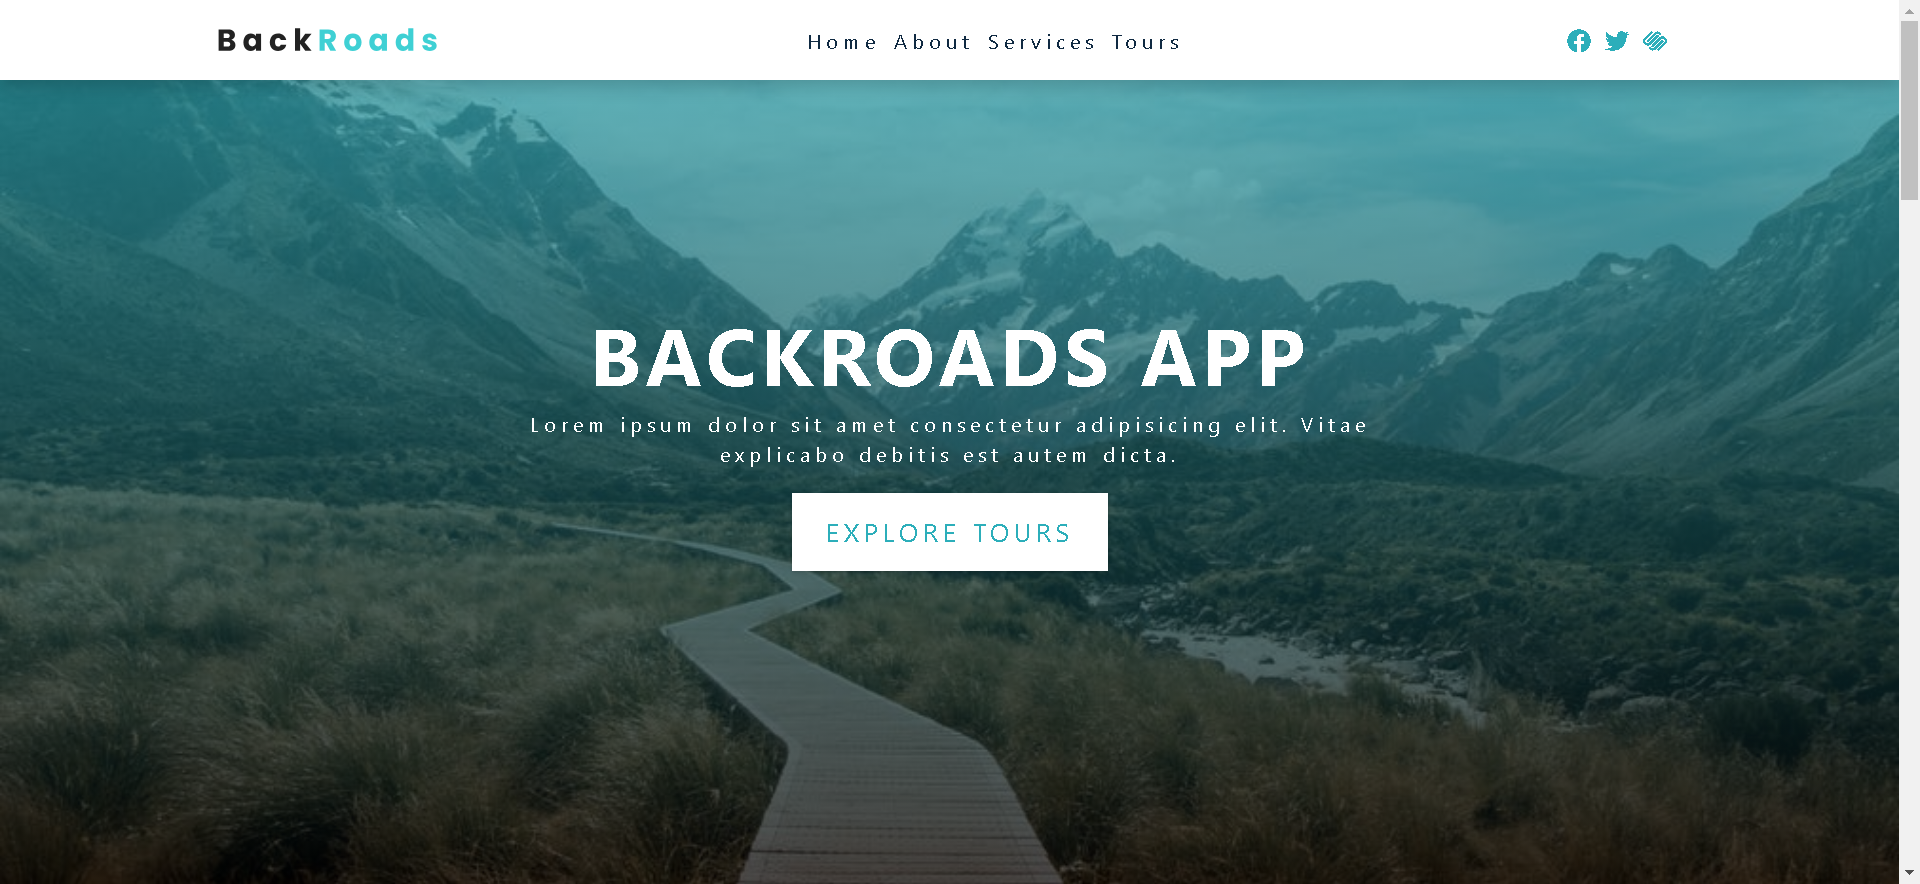 BackRoads
Home About Services Tours
BACKROADS APP
Lorem ipsum dolor sit amet consectetur adipisicing elit. Vitae
explicabo debitis est autem dicta.
EXPLORE TOURS